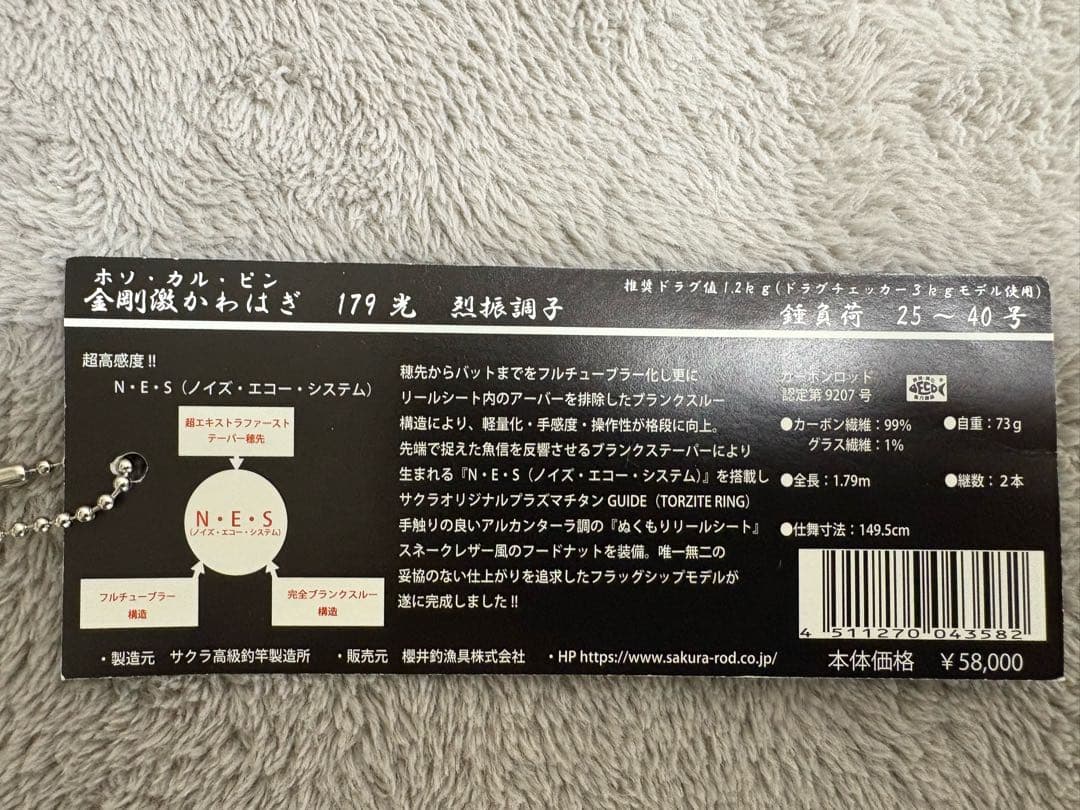 ホソ・カル・ピン
金剛激かわはぎ 179 光 烈振調子
推奨ドラグ値1.2kg(ドラグチェッカー3kgモデル使用)
錘負荷 25〜40号
超高感度!!
N・E・S(ノイズ・エコー・システム)
超エキストラファースト
テーパー穂先
N・E・S
(ノイズ・エコー・システム)
フルチューブラー
構造
完全ブランクスルー
構造
穂先からバットまでをフルチューブラー化し更に
リールシート内のアーバーを排除したブランクスルー
構造により、軽量化・手感度・操作性が格段に向上。
先端で捉えた魚信を反響させるブランクステーパーにより
生まれる『N・E・S(ノイズ・エコー・システム)』を搭載し
サクラオリジナルプラズマチタン GUIDE(TORZITE RING)
手触りの良いアルカンターラ調の『ぬくもりリールシート』
スネークレザー風のフードナットを装備。唯一無二の
妥協のない仕上がりを追求したフラッグシップモデルが
遂に完成しました!!
カーボンロッド
認定第9207号
●カーボン繊維:99%
グラス繊維:1%
●自重:73g
●全長:1.79m
●継数:2本
●仕舞寸法:149.5cm
4 511270 043582
本体価格 ¥58,000
・製造元 サクラ高級釣竿製造所 ・販売元 櫻井釣漁具株式会社 ・HP https://www.sakura-rod.co.jp/